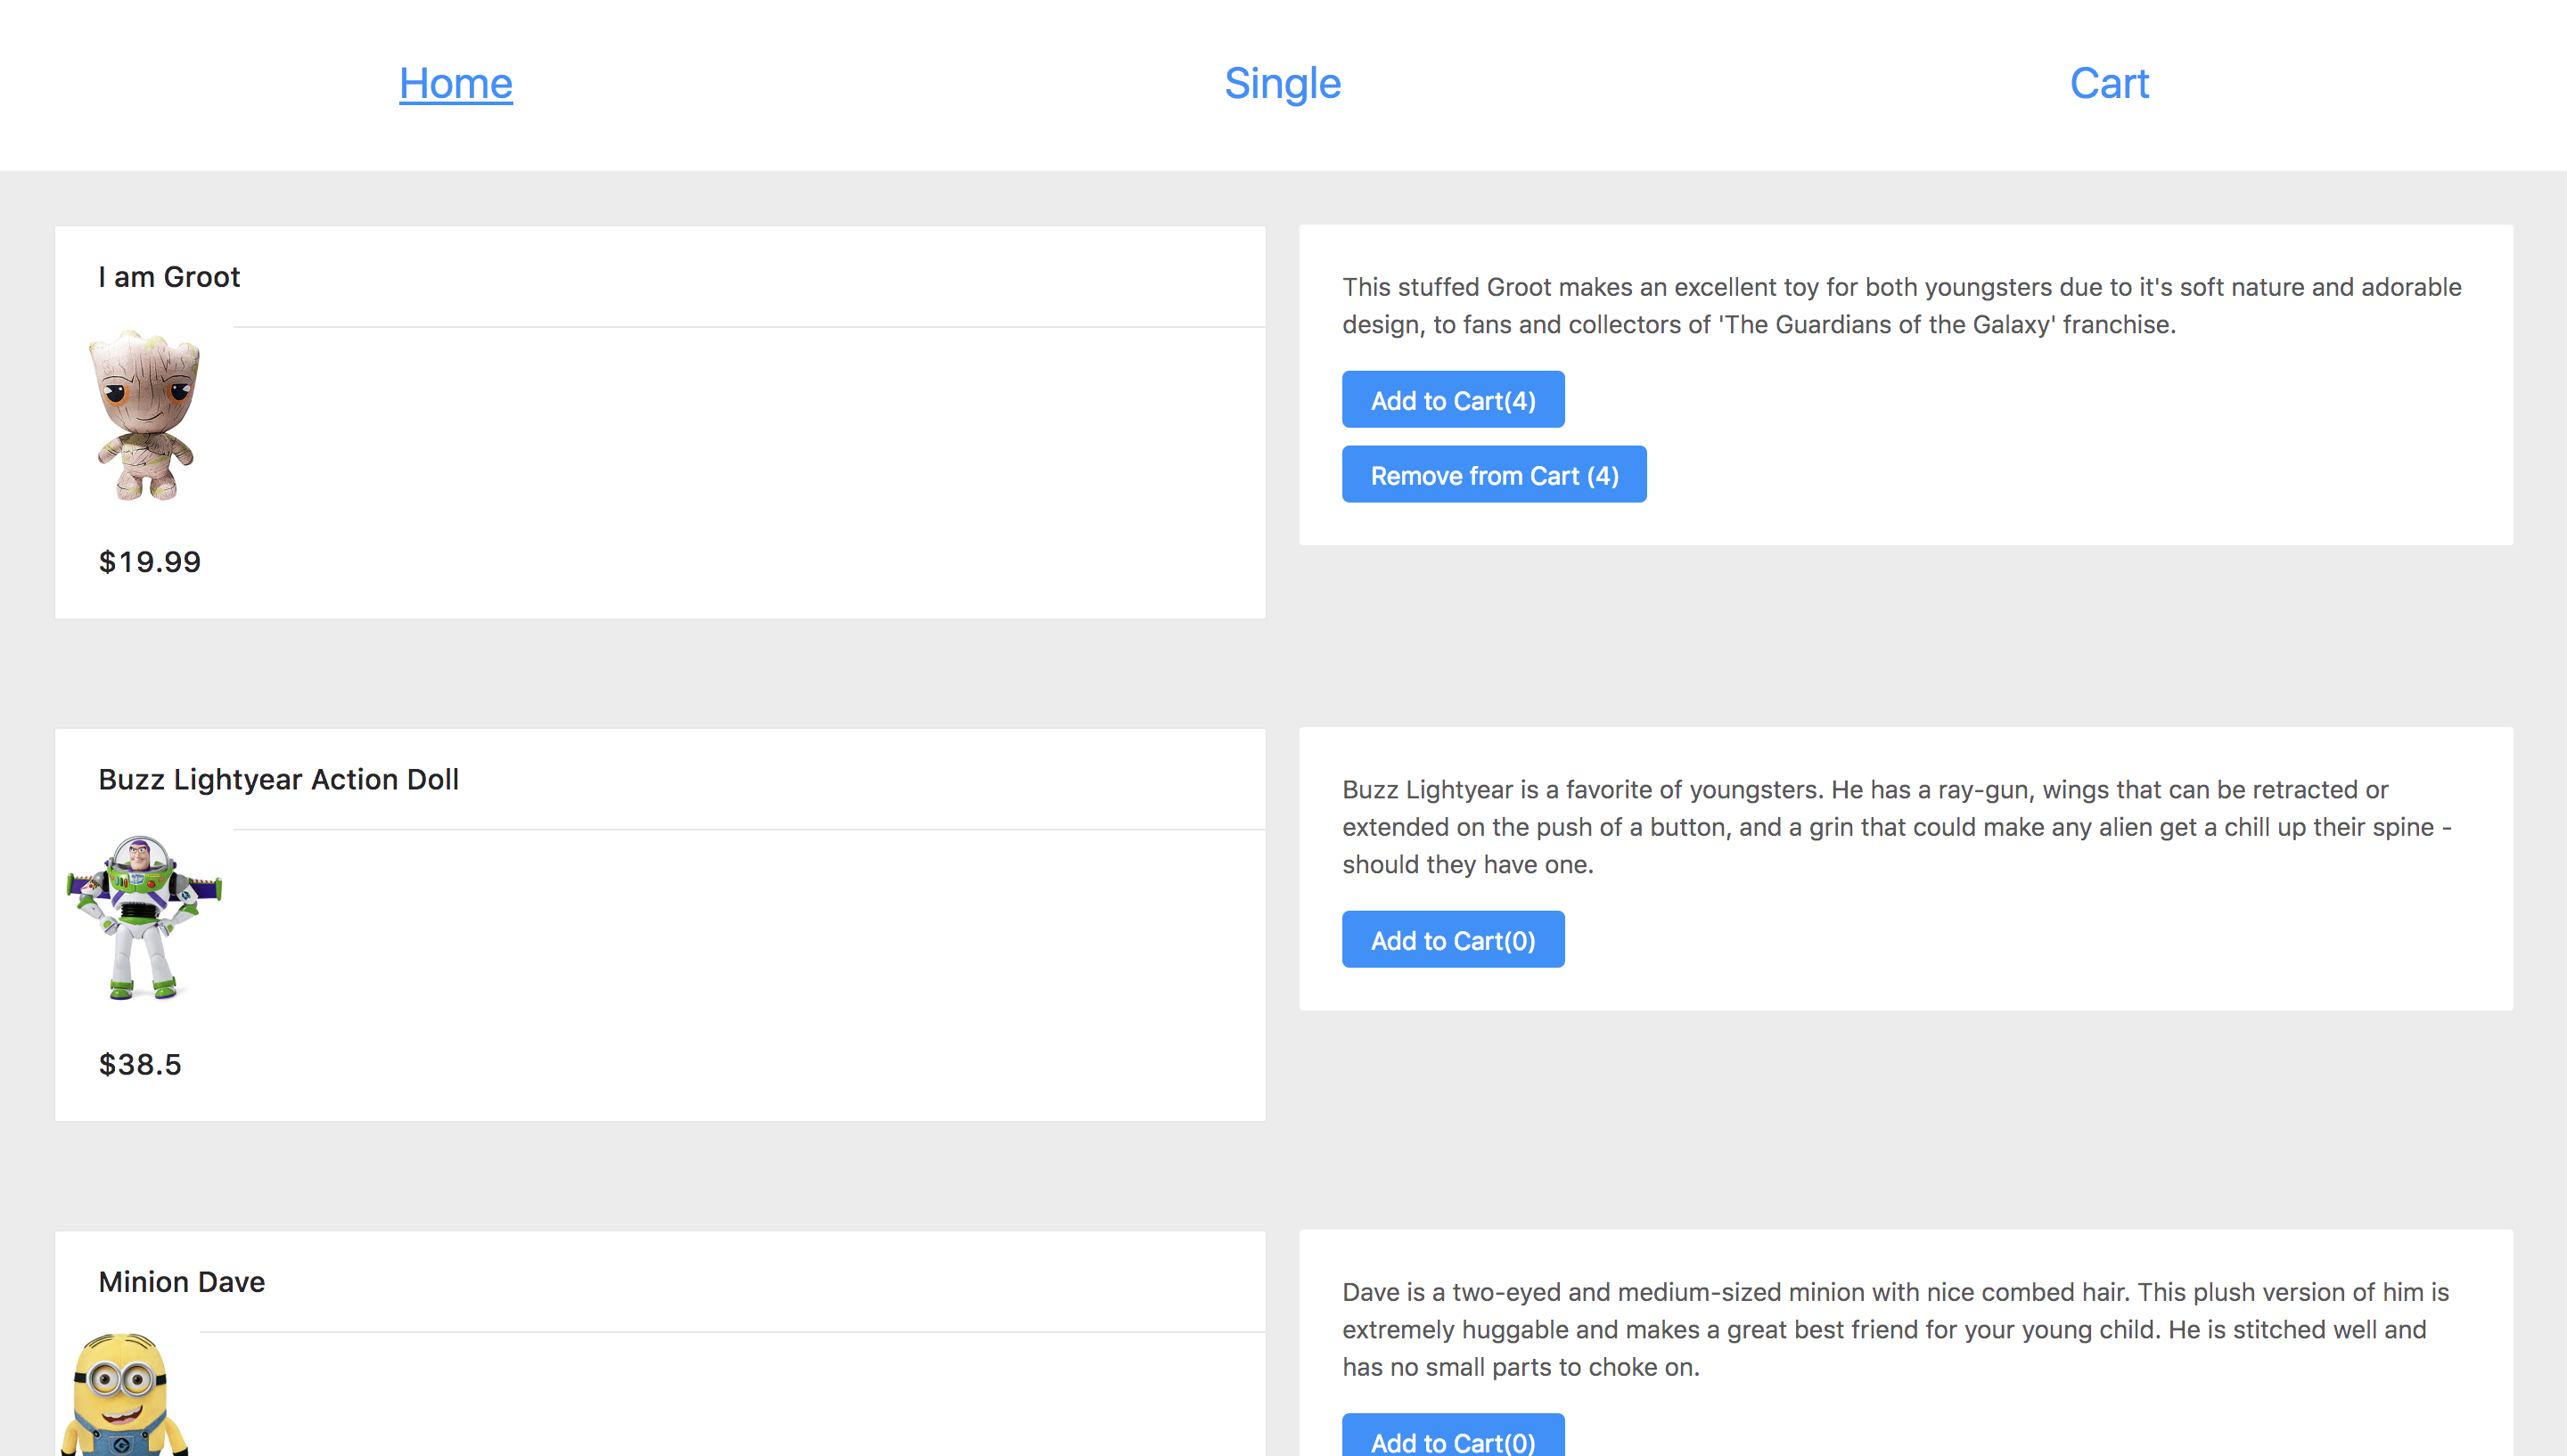 Home
Single
Cart
I am Groot
$19.99
This stuffed Groot makes an excellent toy for both youngsters due to it's soft nature and adorable
design, to fans and collectors of 'The Guardians of the Galaxy' franchise.
Add to Cart(4)
Remove from Cart (4)
Buzz Lightyear Action Doll
$38.5
Buzz Lightyear is a favorite of youngsters. He has a ray-gun, wings that can be retracted or
extended on the push of a button, and a grin that could make any alien get a chill up their spine -
should they have one.
Add to Cart(0)
Minion Dave
Dave is a two-eyed and medium-sized minion with nice combed hair. This plush version of him is
extremely huggable and makes a great best friend for your young child. He is stitched well and
has no small parts to choke on.
Add to Cart(0)